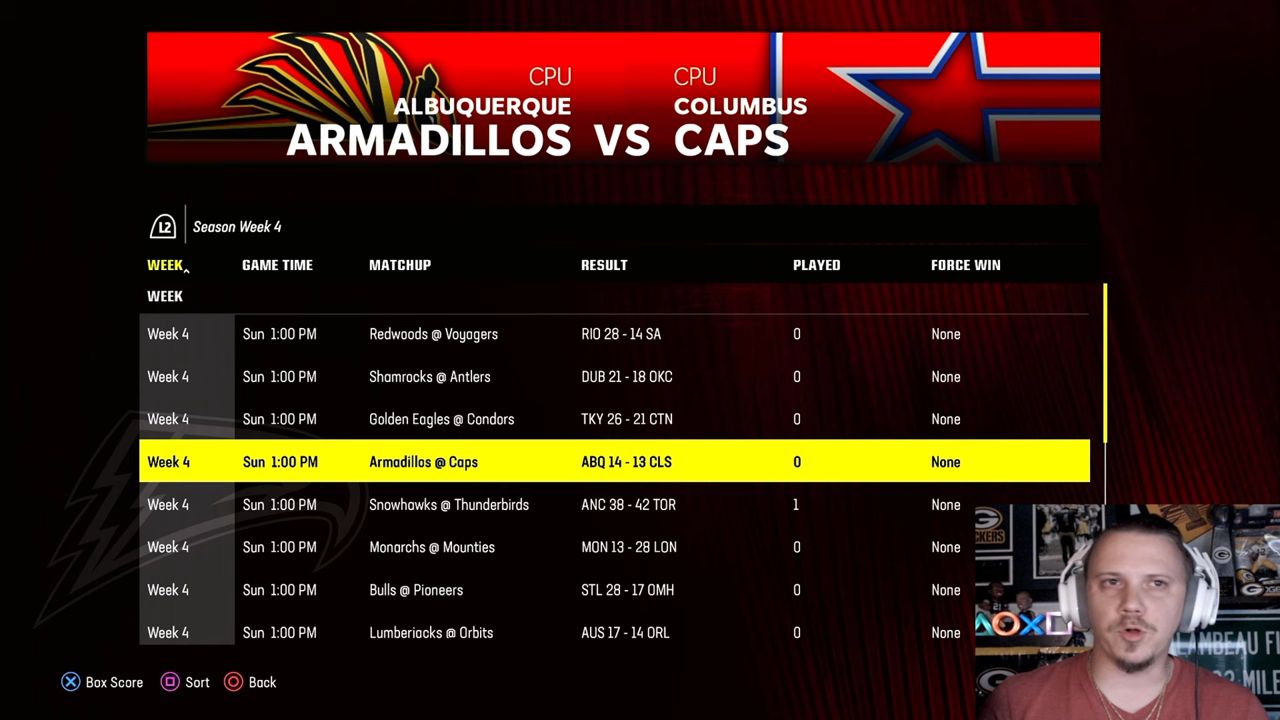 CPU CPU
ALBUQUERQUE COLUMBUS
ARMADILLOS VS CAPS
L2 Season Week 4
WEEK GAME TIME MATCHUP RESULT PLAYED FORCE WIN
WEEK
Week 4 Sun 1:00 PM Redwoods @ Voyagers RIO 28 - 14 SA 0 None
Week 4 Sun 1:00 PM Shamrocks @ Antlers DUB 21 - 18 OKC 0 None
Week 4 Sun 1:00 PM Golden Eagles @ Condors TKY 26 - 21 CTN 0 None
Week 4 Sun 1:00 PM Armadillos @ Caps ABQ 14 - 13 CLS 0 None
Week 4 Sun 1:00 PM Snowhawks @ Thunderbirds ANC 38 - 42 TOR 1 None
Week 4 Sun 1:00 PM Monarchs @ Mounties MON 13 - 28 LON 0 None
Week 4 Sun 1:00 PM Bulls @ Pioneers STL 28 - 17 OMH 0 None
Week 4 Sun 1:00 PM Lumberjacks @ Orbits AUS 17 - 14 ORL 0 None
Box Score Sort Back
LAMBEAU FI
MILE